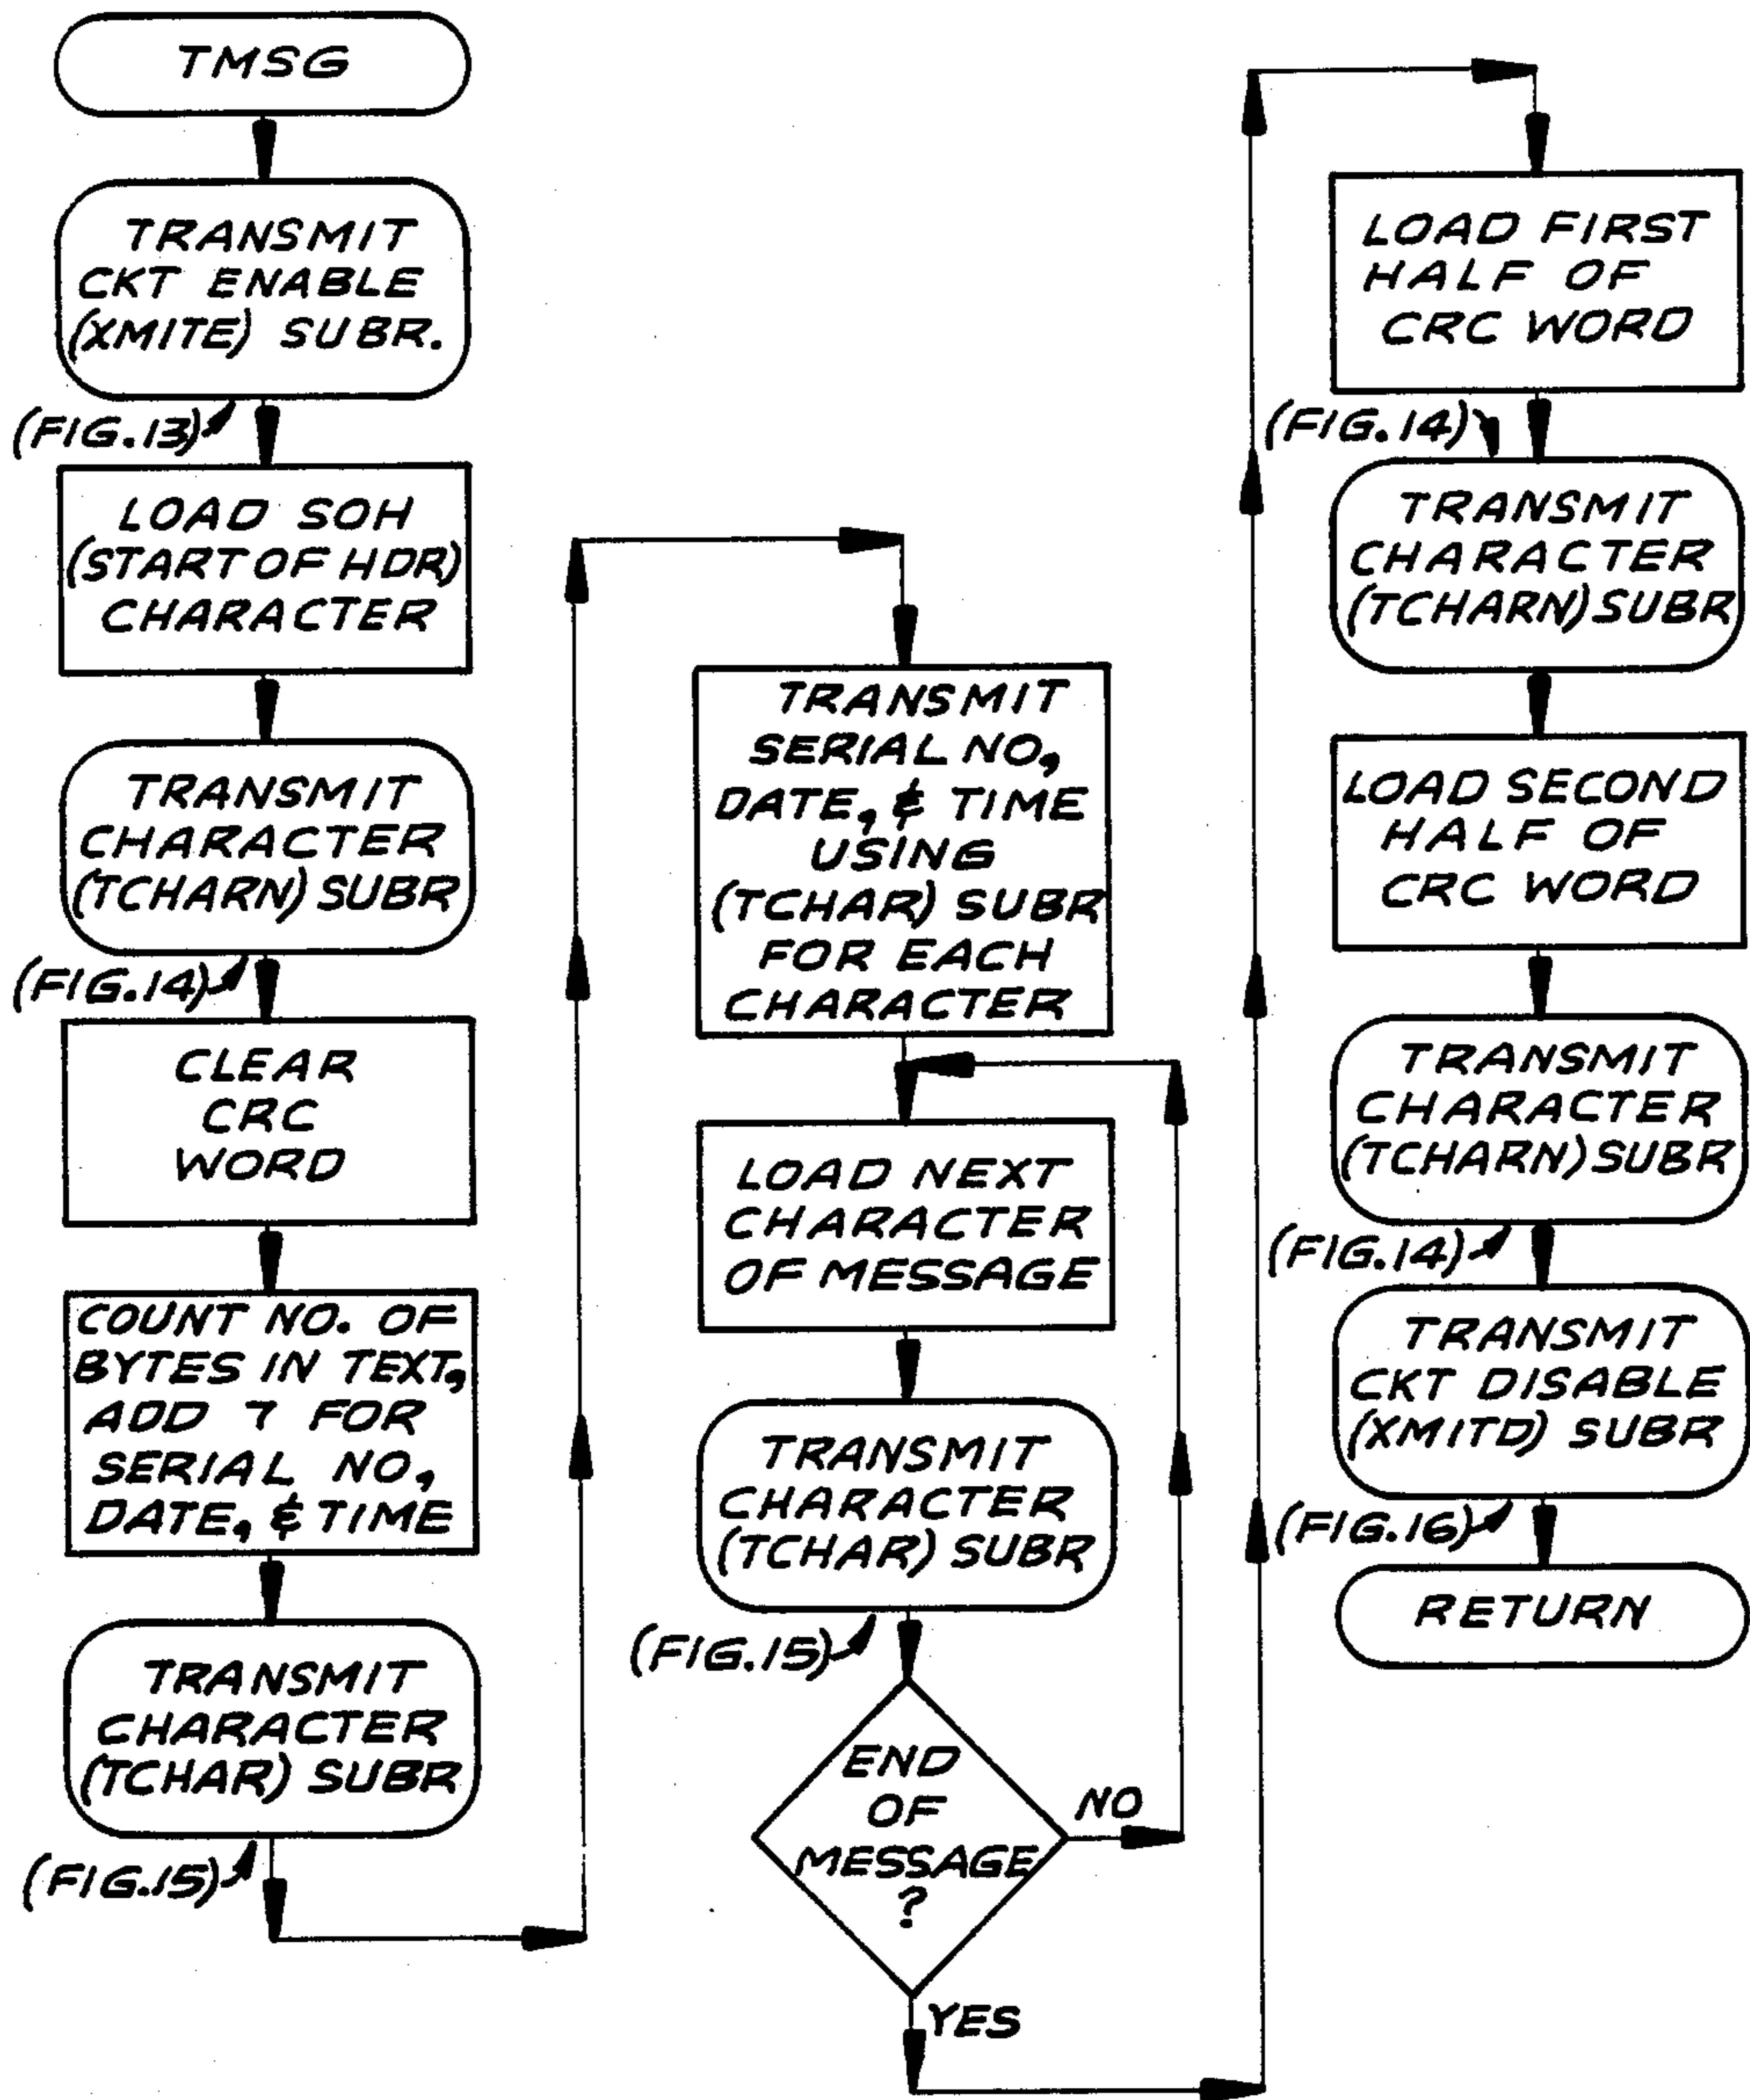 TMSG
TRANSMIT
CKT ENABLE
(XMITE) SUBR.
(FIG.13)
LOAD SOH
(START OF HDR)
CHARACTER
TRANSMIT
CHARACTER
(TCHARN) SUBR
(FIG.14)
CLEAR
CRC
WORD
COUNT NO. OF
BYTES IN TEXT,
ADD 7 FOR
SERIAL NO,
DATE, & TIME
TRANSMIT
CHARACTER
(TCHAR) SUBR
(FIG.15)
TRANSMIT
SERIAL NO,
DATE, & TIME
USING
(TCHAR) SUBR
FOR EACH
CHARACTER
LOAD NEXT
CHARACTER
OF MESSAGE
TRANSMIT
CHARACTER
(TCHAR) SUBR
(FIG.15)
END
OF
MESSAGE
?
NO
YES
LOAD FIRST
HALF OF
CRC WORD
(FIG.14)
TRANSMIT
CHARACTER
(TCHARN) SUBR
LOAD SECOND
HALF OF
CRC WORD
TRANSMIT
CHARACTER
(TCHARN) SUBR
(FIG.14)
TRANSMIT
CKT DISABLE
(XMITD) SUBR
(FIG.16)
RETURN